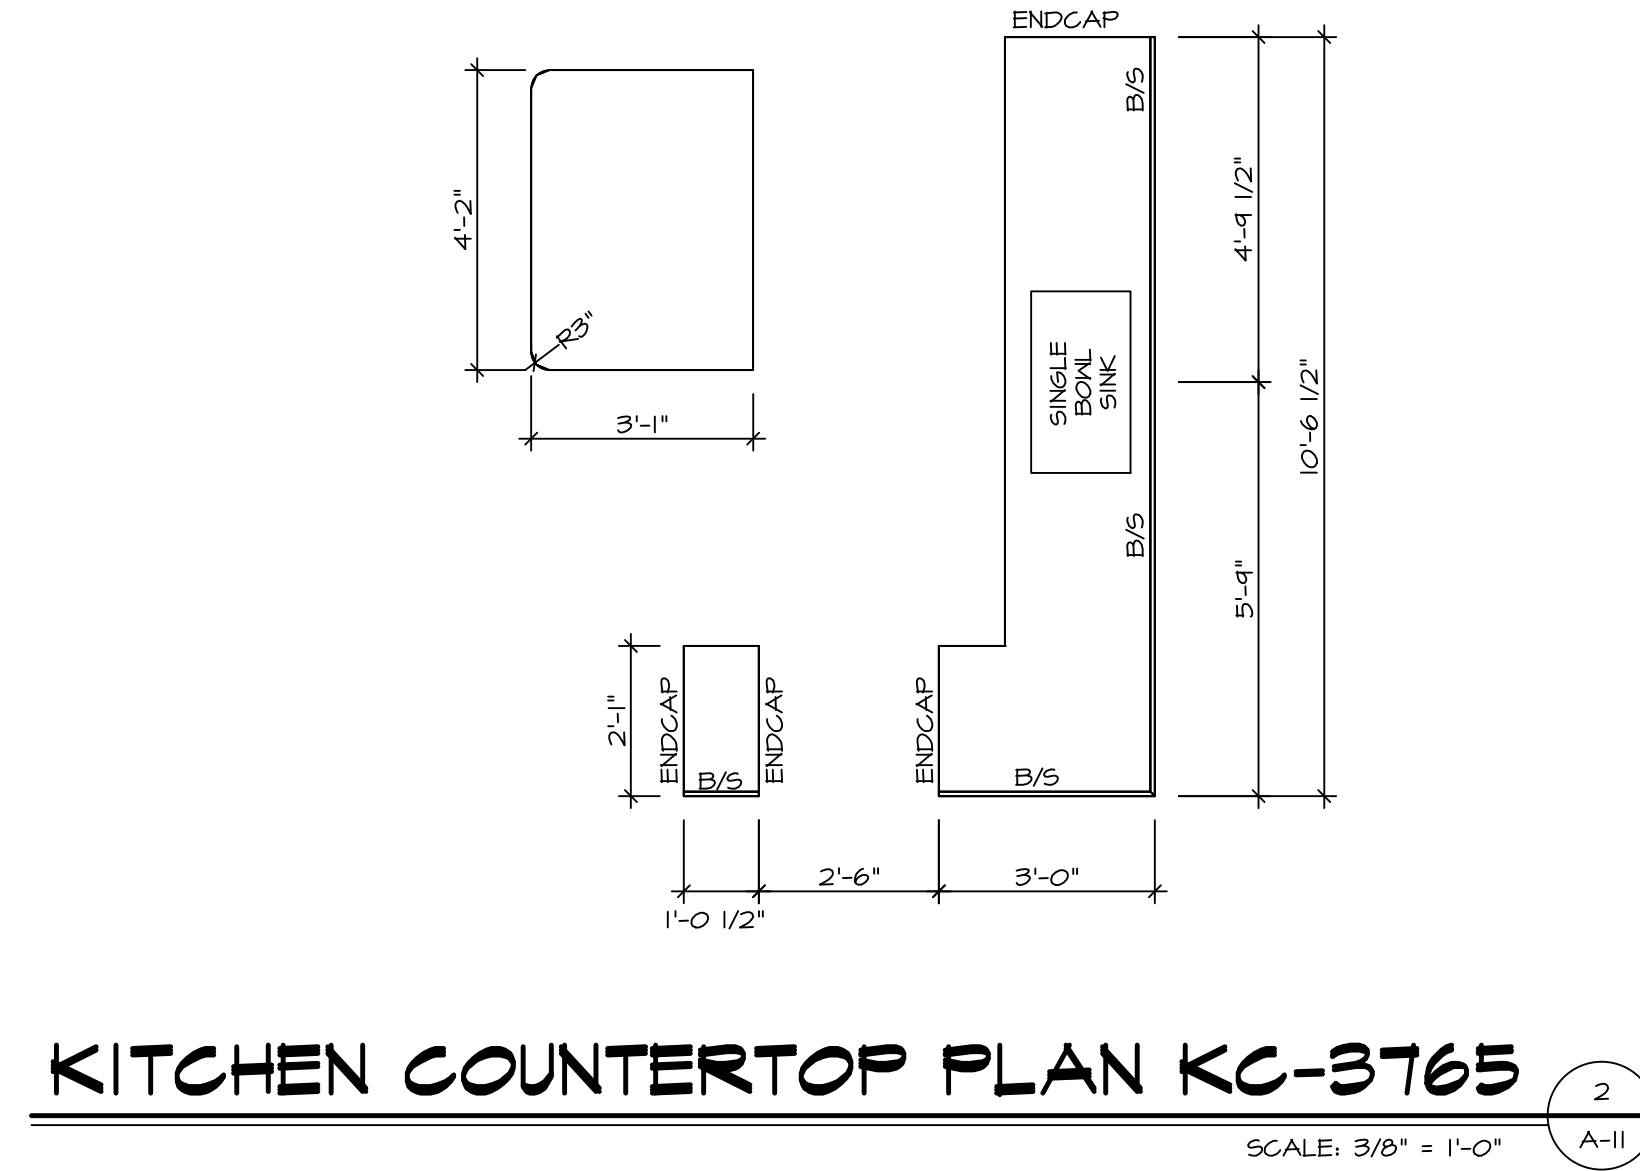 ENDCAP
B/S
4'-2"
4'-9 1/2"
R3"
SINGLE
BOWL
SINK
3'-1"
10'-6 1/2"
B/S
5'-9"
2'-1"
ENDCAP
ENDCAP
ENDCAP
B/S
B/S
2'-6"
3'-0"
1'-0 1/2"
KITCHEN COUNTERTOP PLAN KC-3765
2
A-11
SCALE: 3/8" = 1'-0"